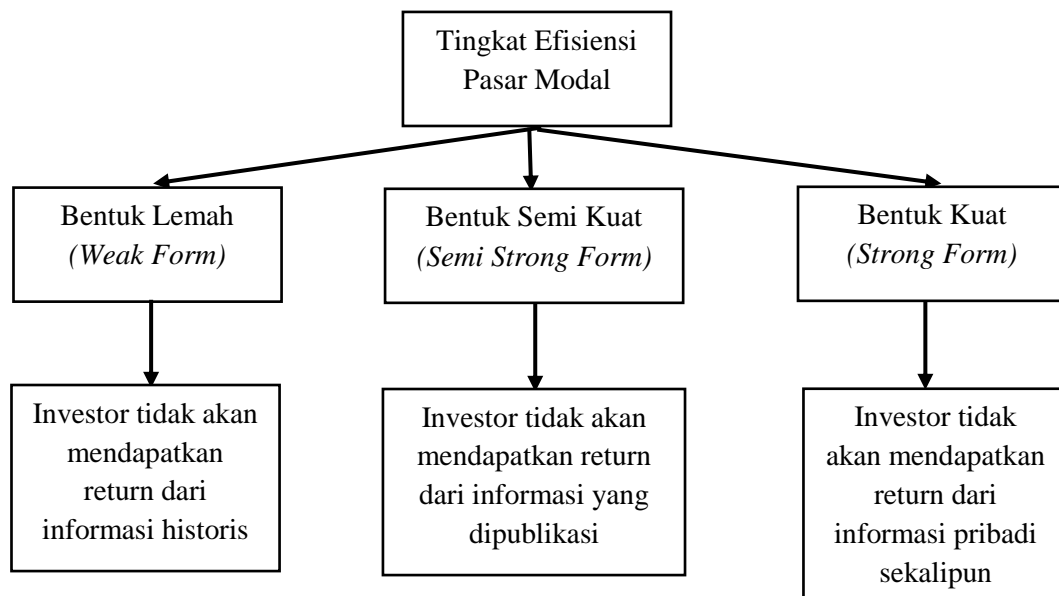 Tingkat Efisiensi
Pasar Modal
Bentuk Lemah
(Weak Form)
Bentuk Semi Kuat
(Semi Strong Form)
Bentuk Kuat
(Strong Form)
Investor tidak akan
mendapatkan
return dari
informasi historis
Investor tidak akan
mendapatkan return
dari informasi yang
dipublikasi
Investor tidak
akan mendapatkan
return dari
informasi pribadi
sekalipun